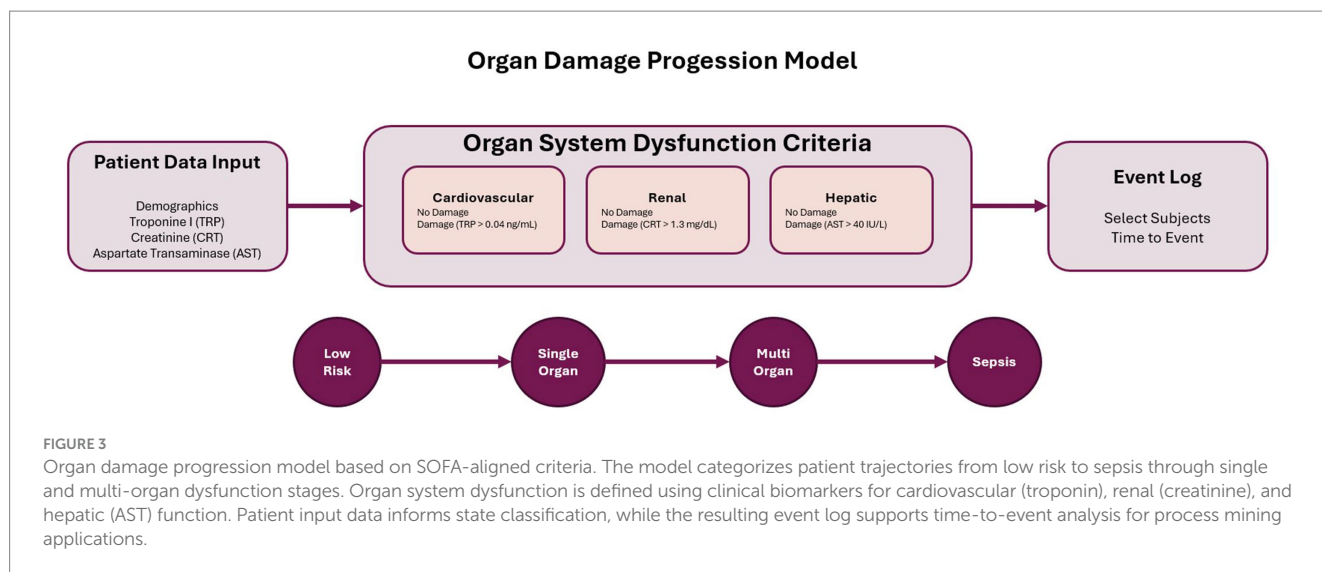 Organ Damage Progession Model
Patient Data Input
Demographics
Troponine I (TRP)
Creatinine (CRT)
Aspartate Transaminase (AST)
Organ System Dysfunction Criteria
Cardiovascular
No Damage
Damage (TRP > 0.04 ng/mL)
Renal
No Damage
Damage (CRT > 1.3 mg/dL)
Hepatic
No Damage
Damage (AST > 40 IU/L)
Event Log
Select Subjects
Time to Event
Low
Risk
Single
Organ
Multi
Organ
Sepsis
FIGURE 3
Organ damage progression model based on SOFA-aligned criteria. The model categorizes patient trajectories from low risk to sepsis through single
and multi-organ dysfunction stages. Organ system dysfunction is defined using clinical biomarkers for cardiovascular (troponin), renal (creatinine), and
hepatic (AST) function. Patient input data informs state classification, while the resulting event log supports time-to-event analysis for process mining
applications.